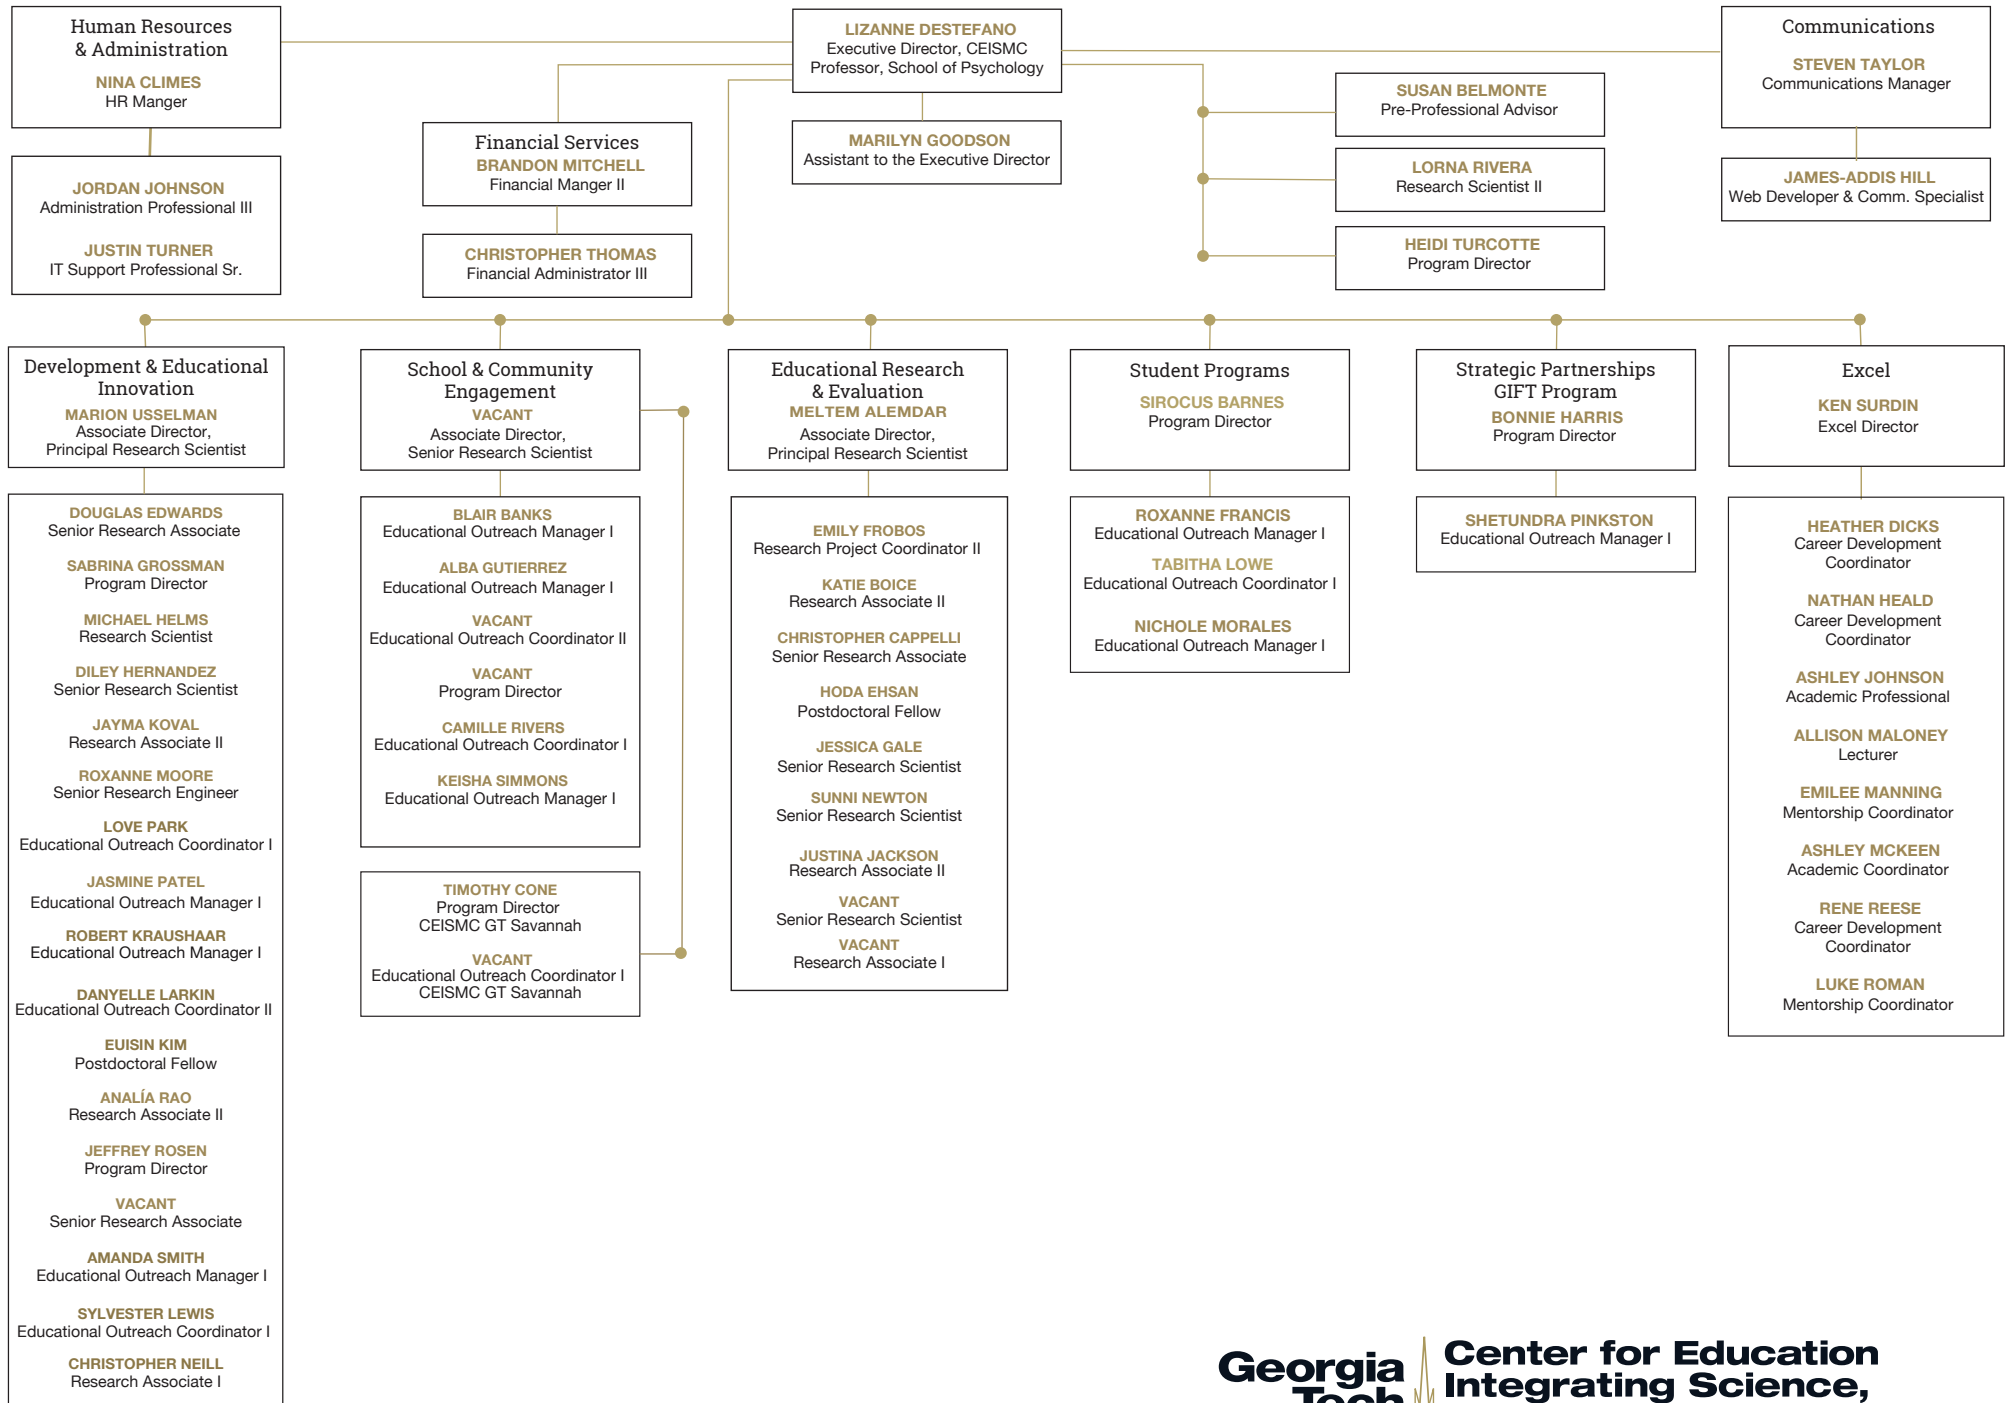 Human Resources
& Administration
NINA CLIMES
HR Manger
JORDAN JOHNSON
Administration Professional III
JUSTIN TURNER
IT Support Professional Sr.
LIZANNE DESTEFANO
Executive Director, CEISMC
Professor, School of Psychology
MARILYN GOODSON
Assistant to the Executive Director
Financial Services
BRANDON MITCHELL
Financial Manger II
CHRISTOPHER THOMAS
Financial Administrator III
SUSAN BELMONTE
Pre-Professional Advisor
LORNA RIVERA
Research Scientist II
HEIDI TURCOTTE
Program Director
Communications
STEVEN TAYLOR
Communications Manager
JAMES-ADDIS HILL
Web Developer & Comm. Specialist
Development & Educational
Innovation
MARION USSELMAN
Associate Director,
Principal Research Scientist
DOUGLAS EDWARDS
Senior Research Associate
SABRINA GROSSMAN
Program Director
MICHAEL HELMS
Research Scientist
DILEY HERNANDEZ
Senior Research Scientist
JAYMA KOVAL
Research Associate II
ROXANNE MOORE
Senior Research Engineer
LOVE PARK
Educational Outreach Coordinator I
JASMINE PATEL
Educational Outreach Manager I
ROBERT KRAUSHAAR
Educational Outreach Manager I
DANYELLE LARKIN
Educational Outreach Coordinator II
EUISIN KIM
Postdoctoral Fellow
ANALÍA RAO
Research Associate II
JEFFREY ROSEN
Program Director
VACANT
Senior Research Associate
AMANDA SMITH
Educational Outreach Manager I
SYLVESTER LEWIS
Educational Outreach Coordinator I
CHRISTOPHER NEILL
Research Associate I
School & Community
Engagement
VACANT
Associate Director,
Senior Research Scientist
BLAIR BANKS
Educational Outreach Manager I
ALBA GUTIERREZ
Educational Outreach Manager I
VACANT
Educational Outreach Coordinator II
VACANT
Program Director
CAMILLE RIVERS
Educational Outreach Coordinator I
KEISHA SIMMONS
Educational Outreach Manager I
TIMOTHY CONE
Program Director
CEISMC GT Savannah
VACANT
Educational Outreach Coordinator I
CEISMC GT Savannah
Educational Research
& Evaluation
MELTEM ALEMDAR
Associate Director,
Principal Research Scientist
EMILY FROBOS
Research Project Coordinator II
KATIE BOICE
Research Associate II
CHRISTOPHER CAPPELLI
Senior Research Associate
HODA EHSAN
Postdoctoral Fellow
JESSICA GALE
Senior Research Scientist
SUNNI NEWTON
Senior Research Scientist
JUSTINA JACKSON
Research Associate II
VACANT
Senior Research Scientist
VACANT
Research Associate I
Student Programs
SIROCUS BARNES
Program Director
ROXANNE FRANCIS
Educational Outreach Manager I
TABITHA LOWE
Educational Outreach Coordinator I
NICHOLE MORALES
Educational Outreach Manager I
Strategic Partnerships
GIFT Program
BONNIE HARRIS
Program Director
SHETUNDRA PINKSTON
Educational Outreach Manager I
Excel
KEN SURDIN
Excel Director
HEATHER DICKS
Career Development
Coordinator
NATHAN HEALD
Career Development
Coordinator
ASHLEY JOHNSON
Academic Professional
ALLISON MALONEY
Lecturer
EMILEE MANNING
Mentorship Coordinator
ASHLEY MCKEEN
Academic Coordinator
RENE REESE
Career Development
Coordinator
LUKE ROMAN
Mentorship Coordinator
Georgia
Tech
Center for Education
Integrating Science,